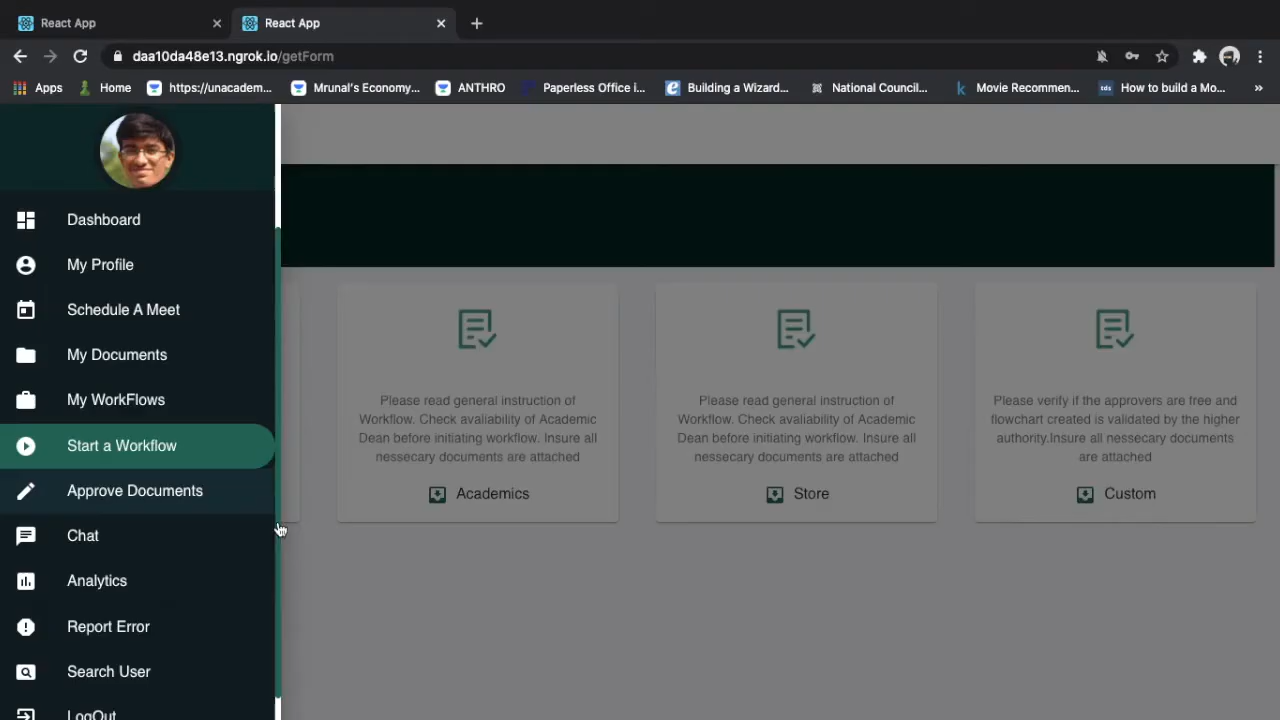 React App
React App
daa10da48e13.ngrok.io/getForm
Apps
Home
https://unacadem...
Mrunal's Economy...
ANTHRO
Paperless Office i...
Building a Wizard...
National Council...
Movie Recommen...
tds
How to build a Mo...
»
Dashboard
My Profile
Schedule A Meet
My Documents
My WorkFlows
Start a Workflow
Approve Documents
Chat
Analytics
Report Error
Search User
LogOut
Please read general instruction of
Workflow. Check avaliability of Academic
Dean before initiating workflow. Insure all
nessecary documents are attached
Academics
Please read general instruction of
Workflow. Check avaliability of Academic
Dean before initiating workflow. Insure all
nessecary documents are attached
Store
Please verify if the approvers are free and
flowchart created is validated by the higher
authority.Insure all nessecary documents
are attached
Custom